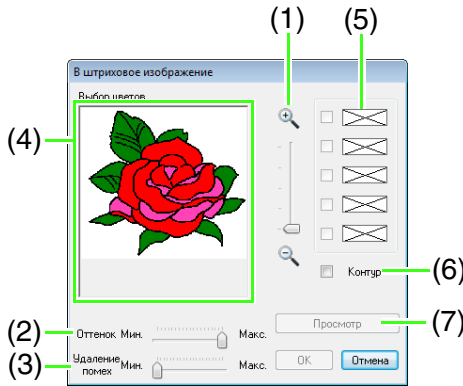 (1)
(5)
В штриховое изображение
Выбор цветов
(4)
Контур
(6)
(2)
Оттенок Мин. Макс.
Просмотр
(7)
(3)
Удаление помех Мин. Макс.
OK
Отмена